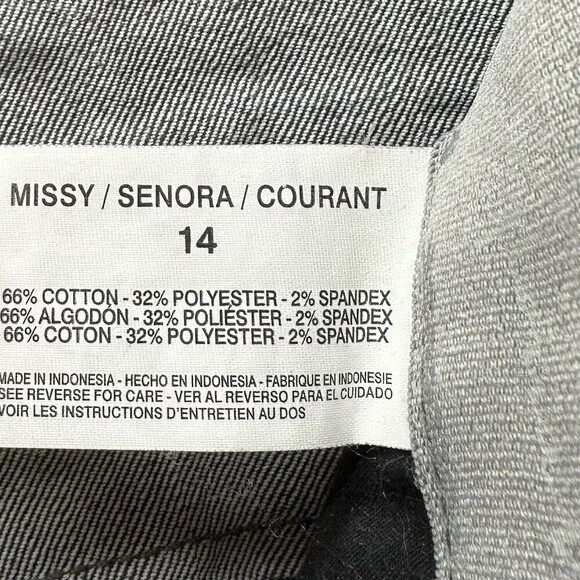 MISSY / SENORA / COURANT
14
66% COTTON - 32% POLYESTER - 2% SPANDEX
66% ALGODÓN - 32% POLIÉSTER - 2% SPANDEX
66% COTON - 32% POLYESTER - 2% SPANDEX
MADE IN INDONESIA - HECHO EN INDONESIA - FABRIQUE EN INDONESIE
SEE REVERSE FOR CARE - VER AL REVERSO PARA EL CUIDADO
VOIR LES INSTRUCTIONS D'ENTRETIEN AU DOS